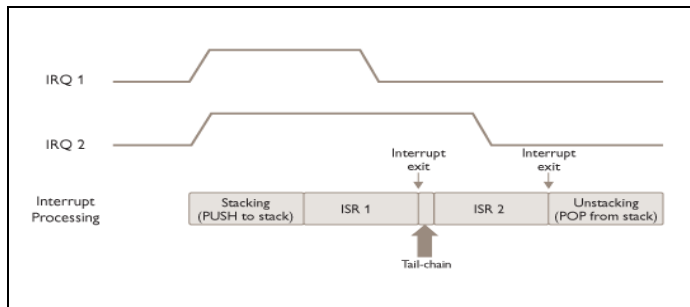 IRQ 1
IRQ 2
Interrupt
exit
Interrupt
exit
Interrupt
Processing
Stacking
(PUSH to stack)
ISR 1
ISR 2
Unstacking
(POP from stack)
Tail-chain